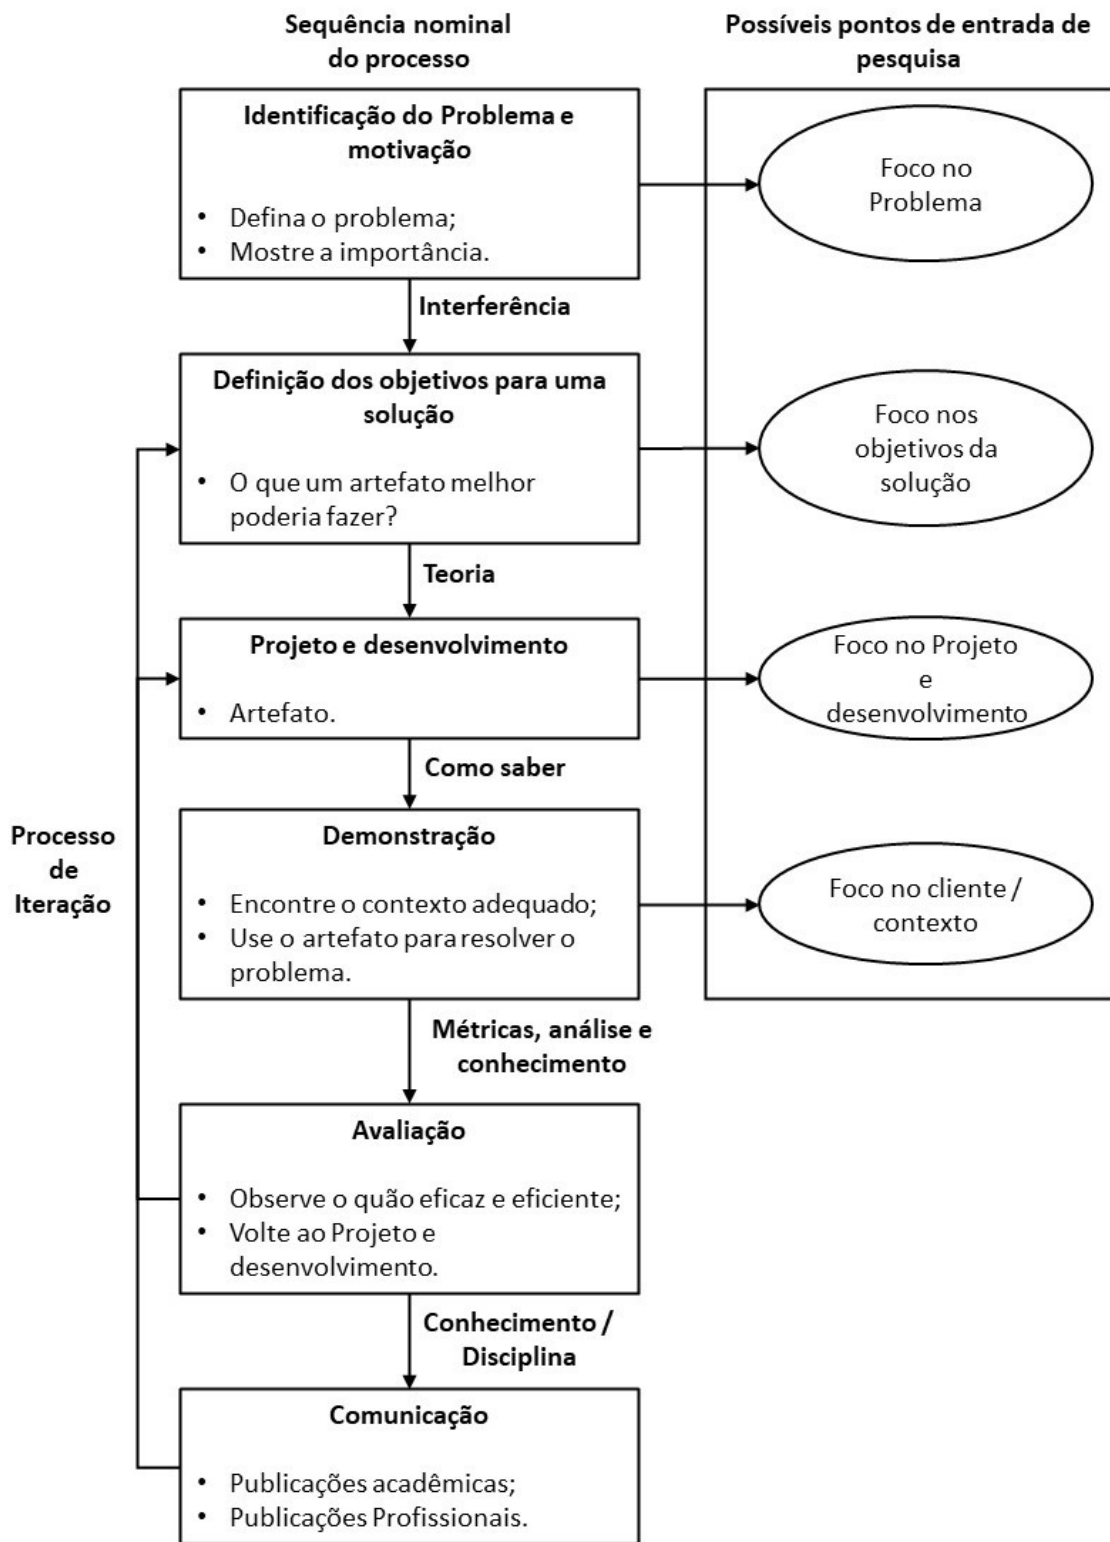 Sequência nominal
do processo
Possíveis pontos de entrada de
pesquisa
Identificação do Problema e
motivação
• Defina o problema;
• Mostre a importância.
Foco no
Problema
Interferência
Definição dos objetivos para uma
solução
• O que um artefato melhor
poderia fazer?
Foco nos
objetivos da
solução
Teoria
Projeto e desenvolvimento
• Artefato.
Foco no Projeto
e
desenvolvimento
Como saber
Processo
de
Iteração
Demonstração
• Encontre o contexto adequado;
• Use o artefato para resolver o
problema.
Foco no cliente /
contexto
Métricas, análise e
conhecimento
Avaliação
• Observe o quão eficaz e eficiente;
• Volte ao Projeto e
desenvolvimento.
Conhecimento /
Disciplina
Comunicação
• Publicações acadêmicas;
• Publicações Profissionais.